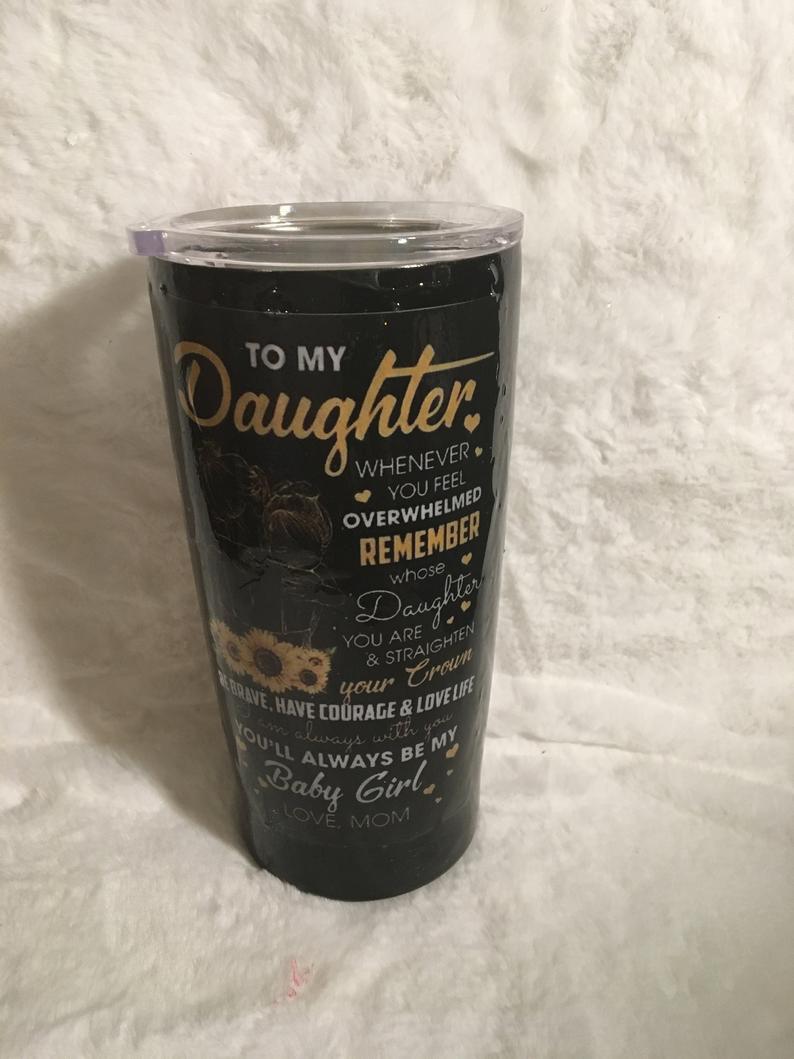 TO MY
Daughter
WHENEVER
YOU FEEL
OVERWHELMED
REMEMBER
whose
Daughter
YOU ARE
& STRAIGHTEN
your Crown
BE BRAVE, HAVE COURAGE & LOVE LIFE
I am always with you
YOU'LL ALWAYS BE MY
Baby Girl
LOVE, MOM